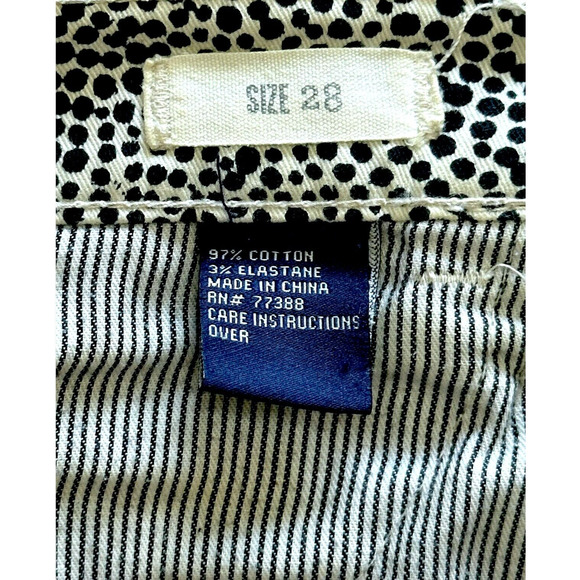 SIZE 28
97% COTTON
3% ELASTANE
MADE IN CHINA
RN# 77388
CARE INSTRUCTIONS
OVER